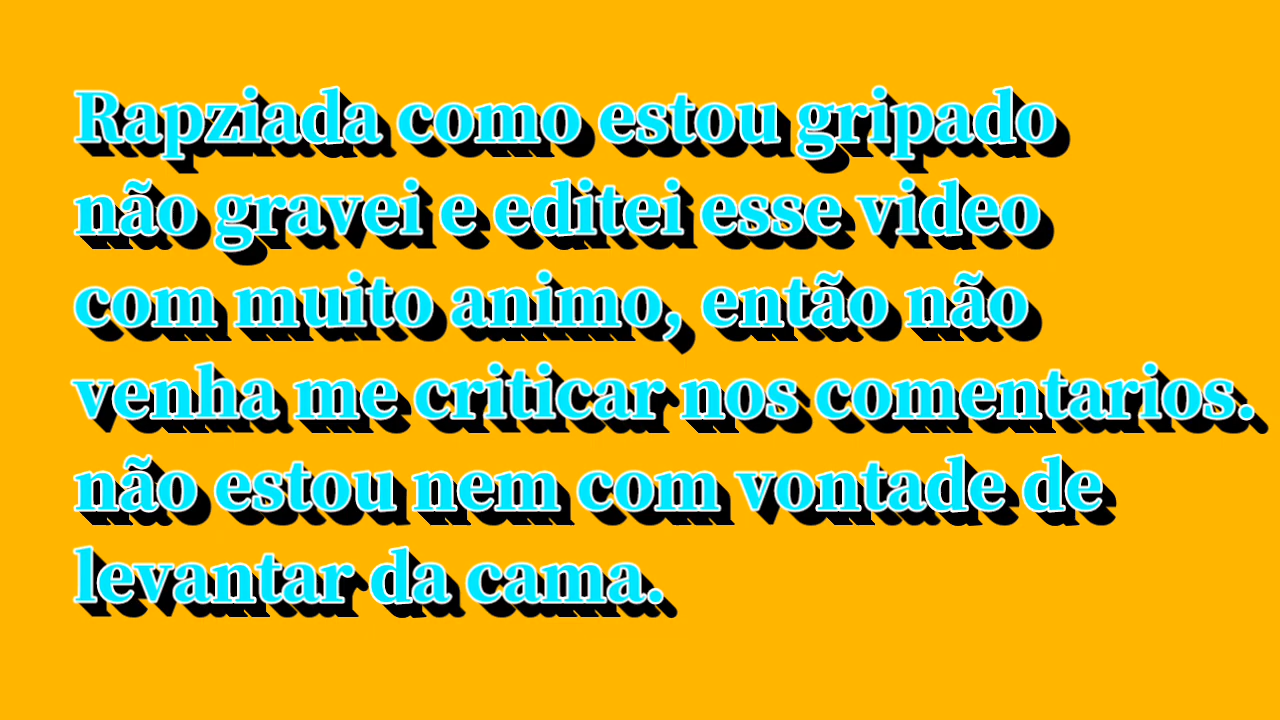 Rapziada como estou gripado
não gravei e editei esse video
com muito animo, então não
venha me criticar nos comentarios.
não estou nem com vontade de
levantar da cama.